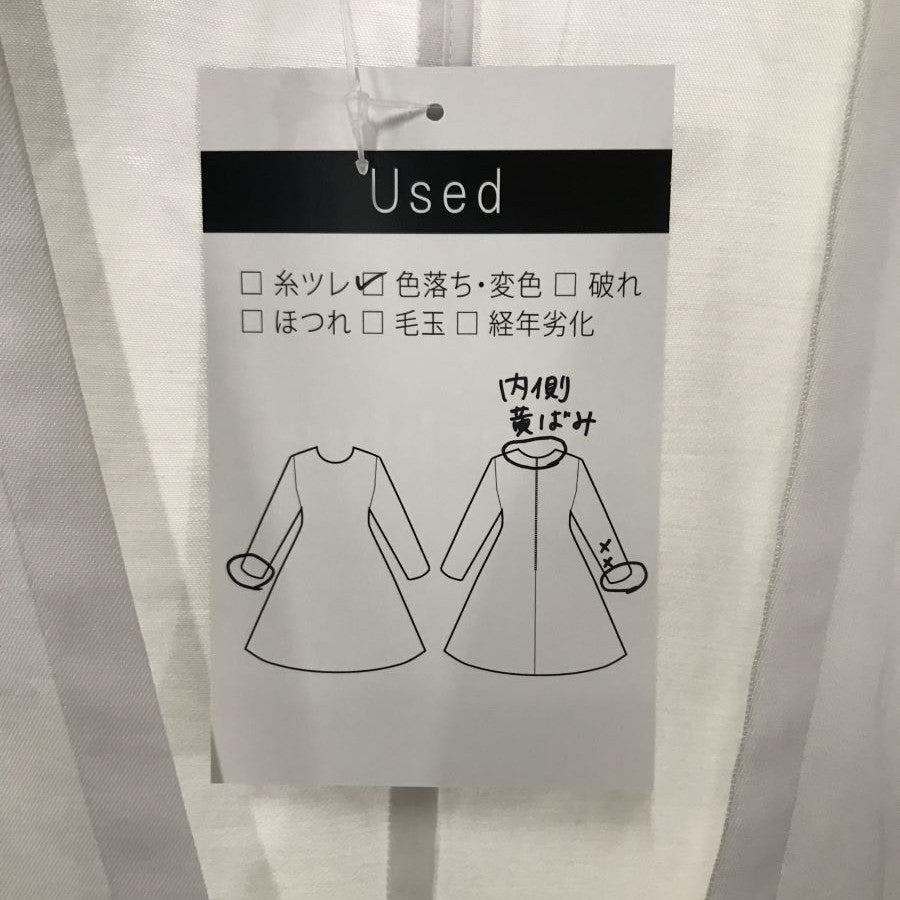 Used
□ 糸ツレ ☑ 色落ち・変色 □ 破れ
□ ほつれ □ 毛玉 □ 経年劣化
内側
黄ばみ
×
×